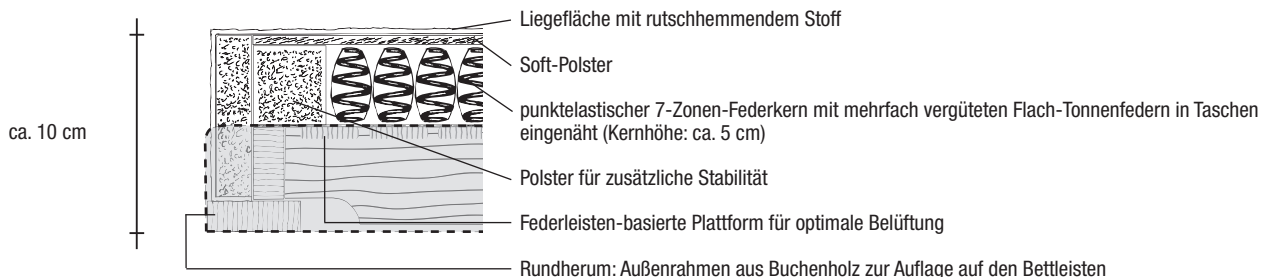 Liegefläche mit rutschhemmendem Stoff
Soft-Polster
punktelastischer 7-Zonen-Federkern mit mehrfach vergüteten Flach-Tonnenfedern in Taschen
eingenäht (Kernhöhe: ca. 5 cm)
ca. 10 cm
Polster für zusätzliche Stabilität
Federleisten-basierte Plattform für optimale Belüftung
Rundherum: Außenrahmen aus Buchenholz zur Auflage auf den Bettleisten